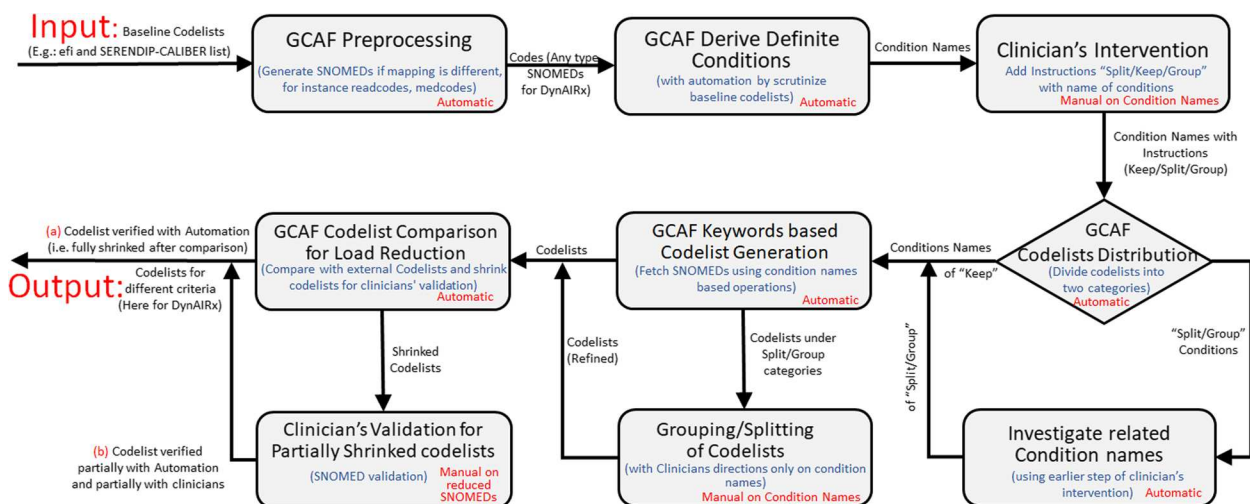 Input: Baseline Codelists
(E.g.: efi and SERENDIP-CALIBER list)
GCAF Preprocessing
(Generate SNOMEDs if mapping is different,
for instance readcodes, medcodes)
Automatic
Codes (Any type
SNOMEDs
for DynAIRx)
GCAF Derive Definite
Conditions
(with automation by scrutinize
baseline codelists)
Automatic
Condition Names
Clinician's Intervention
Add Instructions "Split/Keep/Group"
with name of conditions
Manual on Condition Names
Condition Names with
Instructions
(Keep/Split/Group)
GCAF
Codelists Distribution
(Divide codelists into
two categories)
Automatic
"Split/Group"
Conditions
Investigate related
Condition names
(using earlier step of clinician's
intervention)
Automatic
of "Split/Group"
Conditions Names
of "Keep"
GCAF Keywords based
Codelist Generation
(Fetch SNOMEDs using condition names
based operations)
Automatic
Codelists under
Split/Group
categories
Grouping/Splitting
of Codelists
(with Clinicians directions only on condition
names)
Manual on Condition Names
Codelists
(Refined)
Codelists
GCAF Codelist Comparison
for Load Reduction
(Compare with external Codelists and shrink
codelists for clinicians' validation)
Automatic
Shrinked
Codelists
Clinician's Validation for
Partially Shrinked codelists
(SNOMED validation)
Manual on
reduced
SNOMEDs
(a) Codelist verified with Automation
(i.e. fully shrinked after comparison)
Output:
Codelists for
different criteria
(Here for DynAIRx)
(b) Codelist verified
partially with Automation
and partially with clinicians